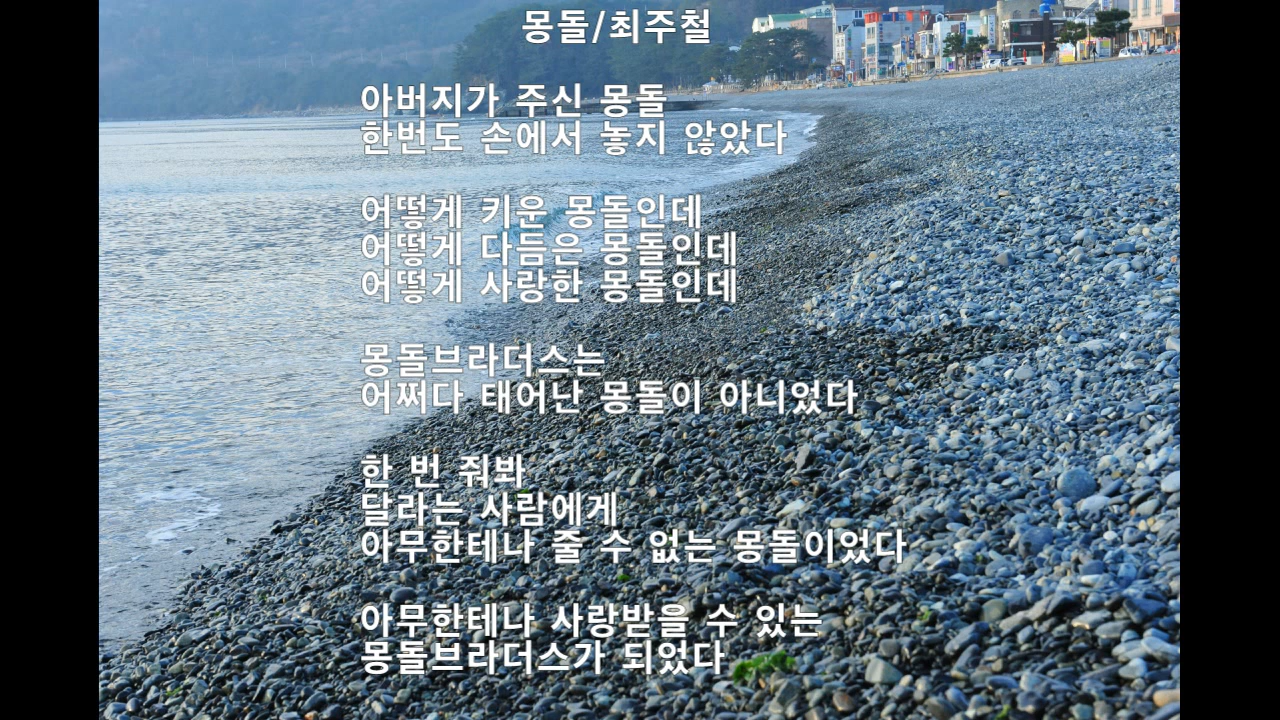 몽돌/최주철
아버지가 주신 몽돌
한번도 손에서 놓지 않았다
어떻게 키운 몽돌인데
어떻게 다듬은 몽돌인데
어떻게 사랑한 몽돌인데
몽돌브라더스는
어쩌다 태어난 몽돌이 아니었다
한 번 줘봐
달라는 사람에게
아무한테나 줄 수 없는 몽돌이었다
아무한테나 사랑받을 수 있는
몽돌브라더스가 되었다